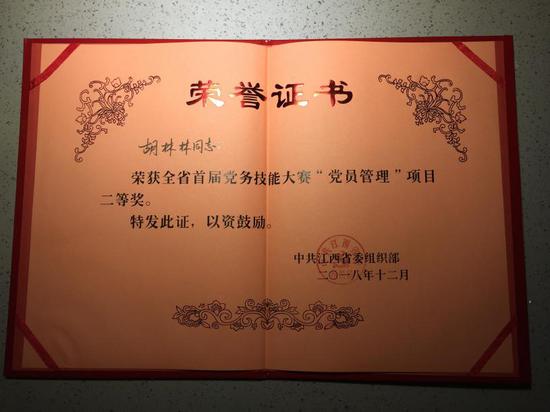 荣誉证书
胡林林同志
荣获全省首届党务技能大赛“党员管理”项目
二等奖。
特发此证，以资鼓励。
中共江西省委组织部
二〇一八年十二月